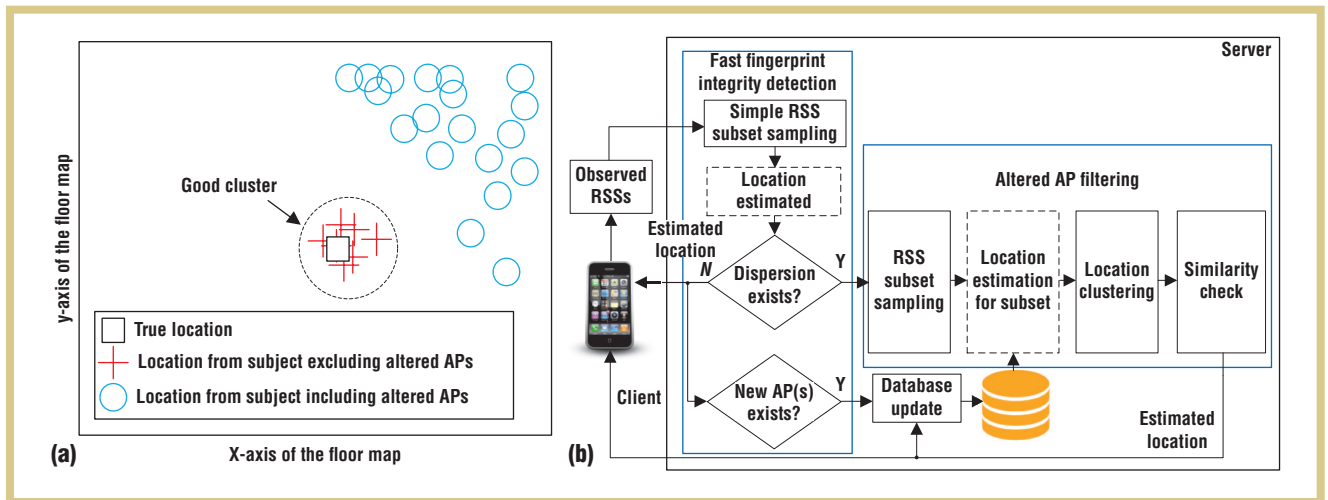 y-axis of the floor map
Good cluster
True location
Location from subject excluding altered APs
Location from subject including altered APs
(a)
X-axis of the floor map
Server
Fast fingerprint
integrity detection
Simple RSS
subset sampling
Observed
RSSs
Location
estimated
Estimated
location
N
Dispersion
exists?
Y
Altered AP filtering
RSS
subset
sampling
Location
estimation
for subset
Location
clustering
Similarity
check
Client
New AP(s)
exists?
Y
Database
update
Estimated
location
(b)